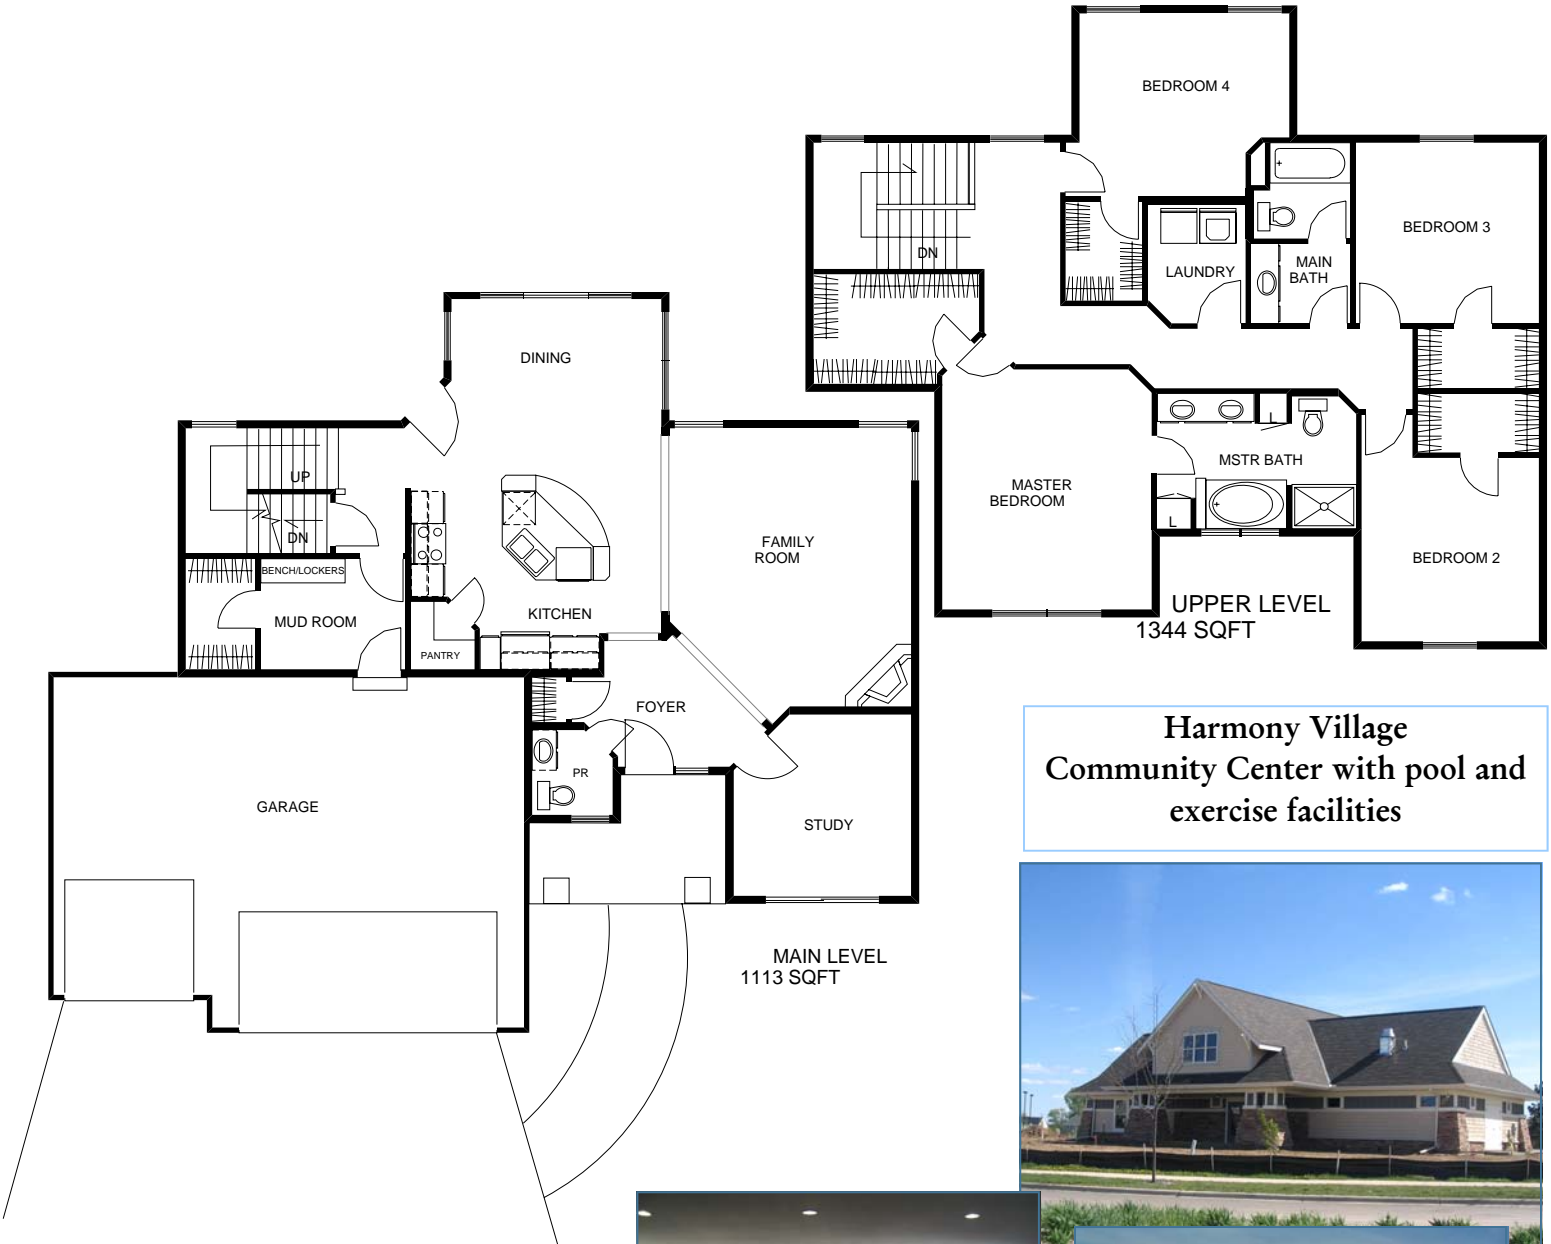 BEDROOM 4
BEDROOM 3
DN
LAUNDRY
MAIN
BATH
MSTR BATH
L
L
MASTER
BEDROOM
BEDROOM 2
UPPER LEVEL
1344 SQFT
DINING
UP
DN
BENCH/LOCKERS
MUD ROOM
KITCHEN
PANTRY
FAMILY
ROOM
FOYER
PR
GARAGE
STUDY
MAIN LEVEL
1113 SQFT
Harmony Village
Community Center with pool and
exercise facilities